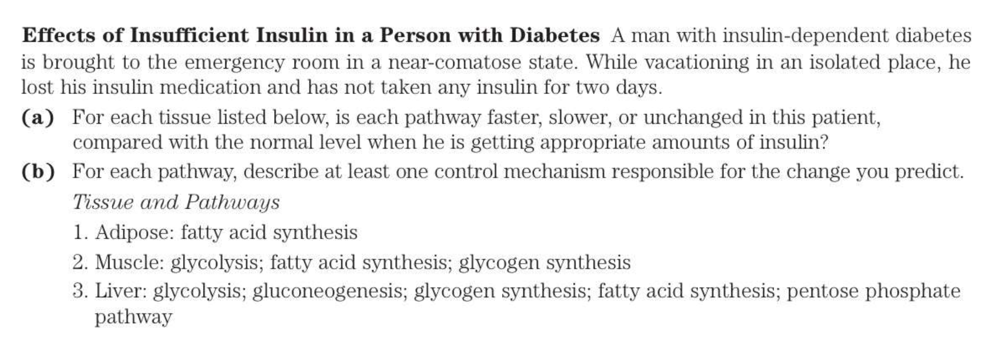 Effects of Insufficient Insulin in a Person with Diabetes A man with insulin-dependent diabetes
is brought to the emergency room in a near-comatose state. While vacationing in an isolated place, he
lost his insulin medication and has not taken any insulin for two days.
(a) For each tissue listed below, is each pathway faster, slower, or unchanged in this patient,
compared with the normal level when he is getting appropriate amounts of insulin?
(b) For each pathway, describe at least one control mechanism responsible for the change you predict.
Tissue and Pathways
1. Adipose: fatty acid synthesis
2. Muscle: glycolysis; fatty acid synthesis; glycogen synthesis
3. Liver: glycolysis; gluconeogenesis; glycogen synthesis; fatty acid synthesis; pentose phosphate
pathway